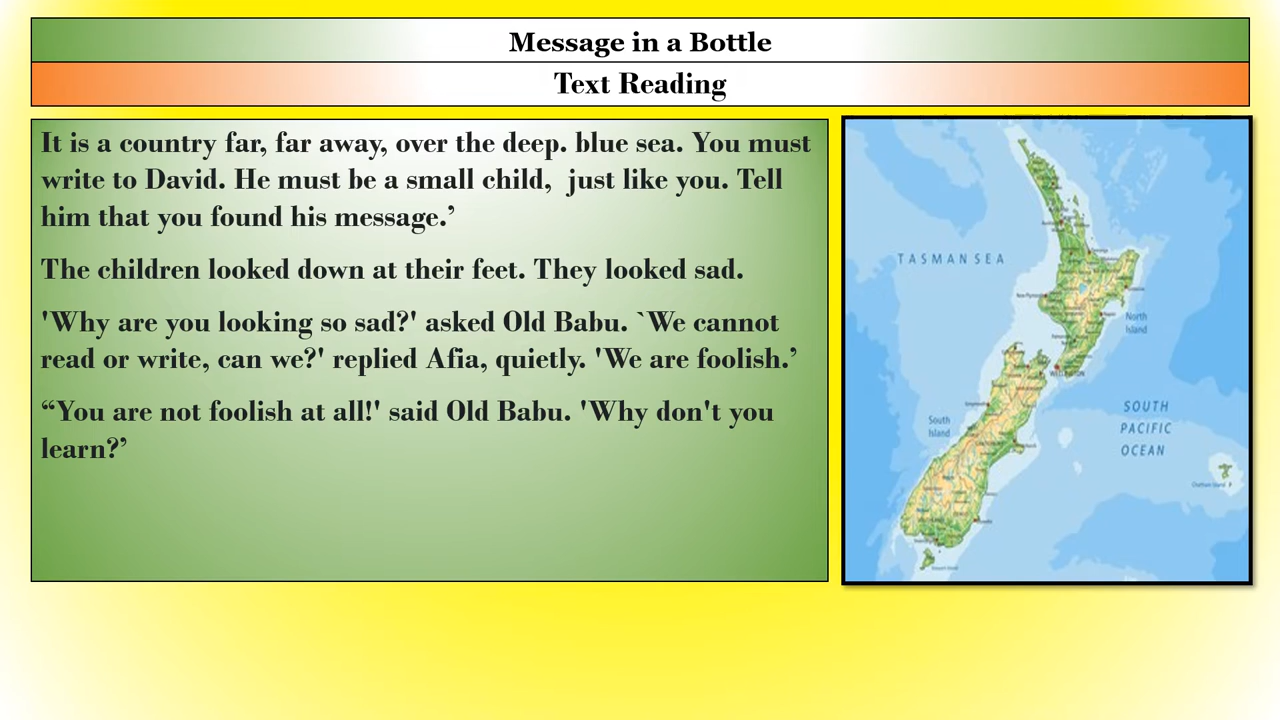 Message in a Bottle
Text Reading
It is a country far, far away, over the deep. blue sea. You must
write to David. He must be a small child,  just like you. Tell
him that you found his message.’
The children looked down at their feet. They looked sad.
'Why are you looking so sad?' asked Old Babu. `We cannot
read or write, can we?' replied Afia, quietly. 'We are foolish.’
“You are not foolish at all!' said Old Babu. 'Why don't you
learn?’
TASMAN SEA
North
Island
WELLINGTON
South
Island
SOUTH
PACIFIC
OCEAN